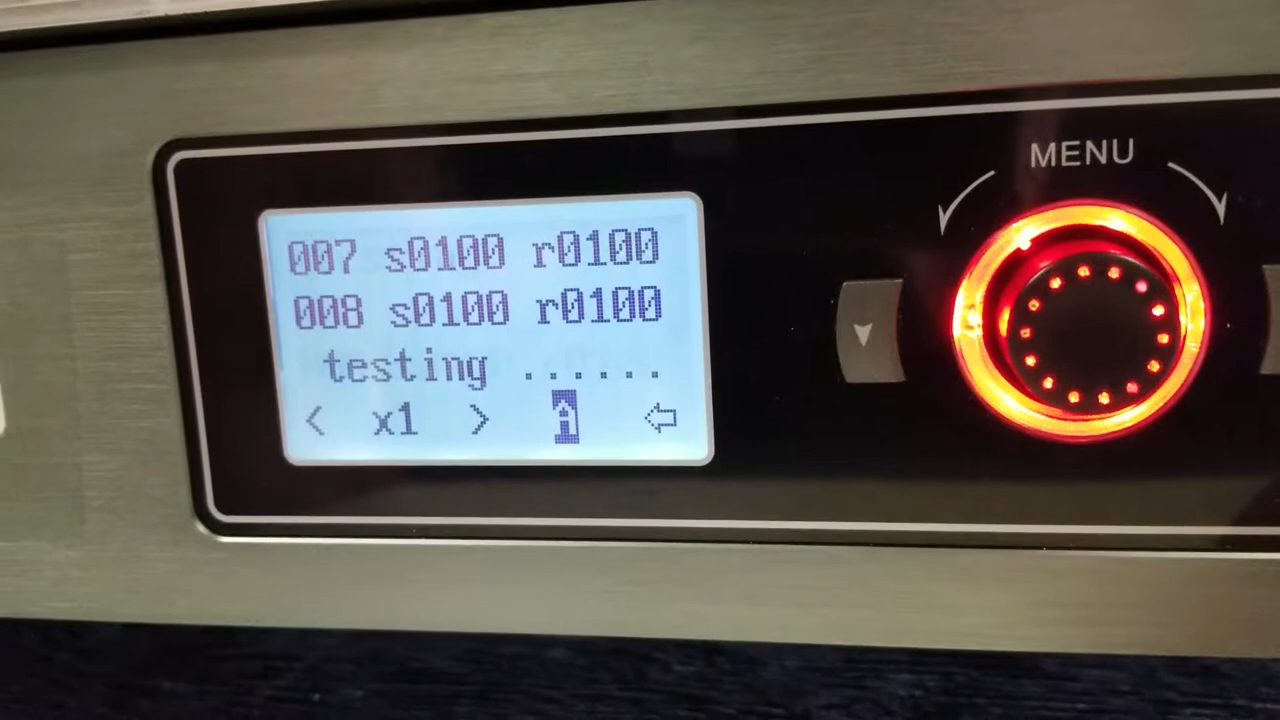 MENU
007 s0100 r0100
008 s0100 r0100
testing ......
< x1 >